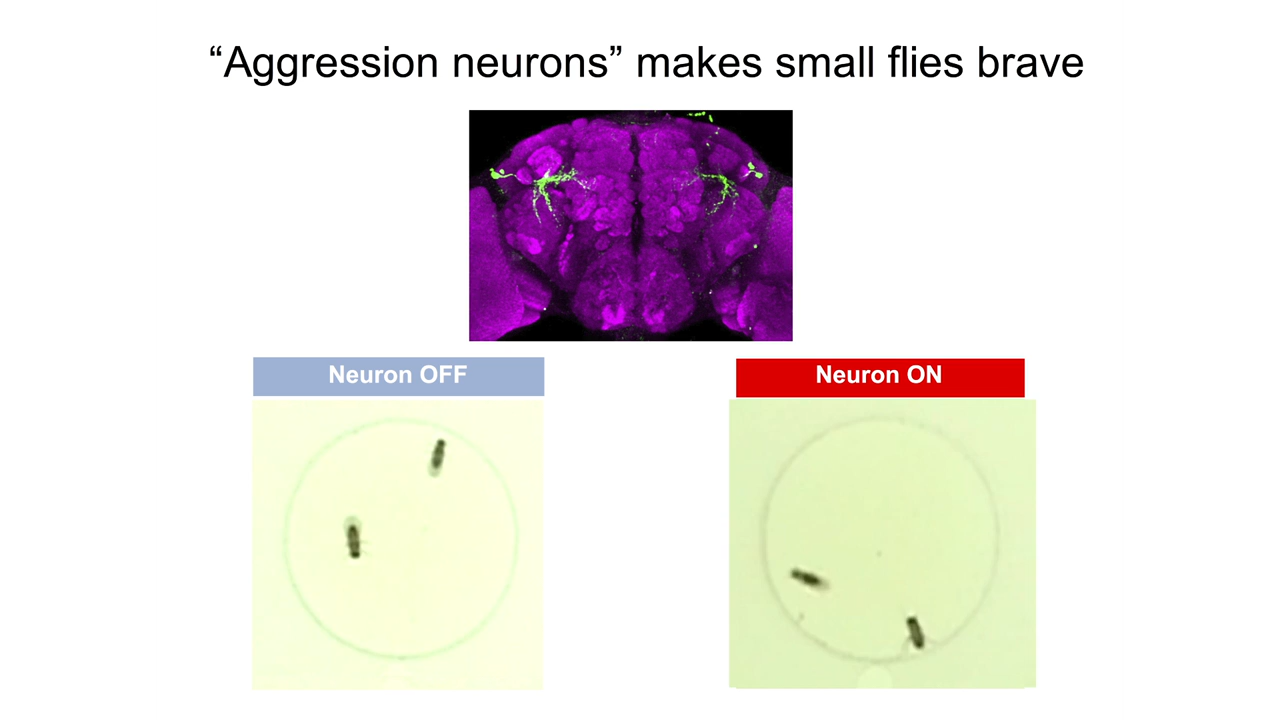 “Aggression neurons” makes small flies brave
Neuron OFF
Neuron ON